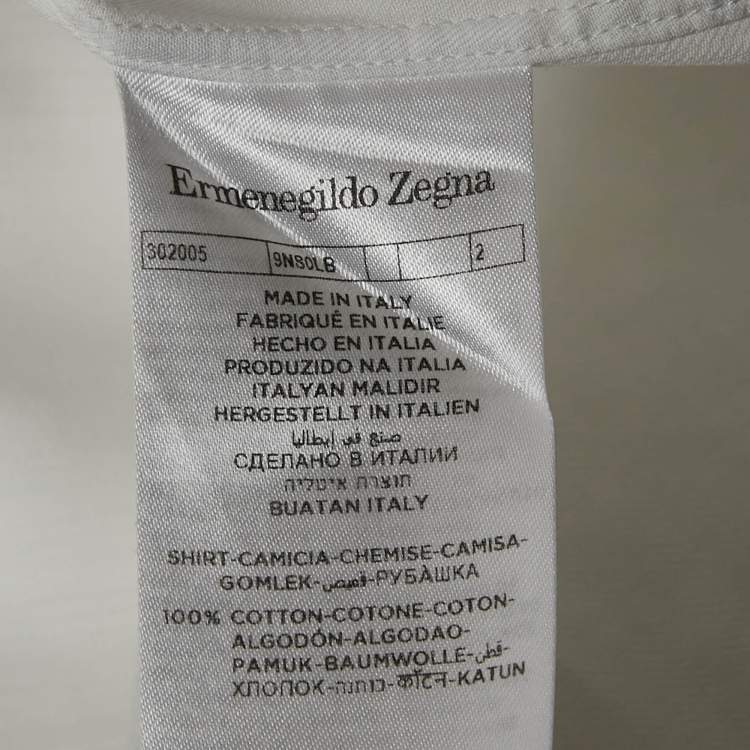 Ermenegildo Zegna
302005 9N80LB 2
MADE IN ITALY
FABRIQUÉ EN ITALIE
HECHO EN ITALIA
PRODUZIDO NA ITALIA
ITALYAN MALIDIR
HERGESTELLT IN ITALIEN
صنع في إيطاليا
СДЕЛАНО В ИТАЛИИ
תוצרת איטליה
BUATAN ITALY
SHIRT-CAMICIA-CHEMISE-CAMISA-
GOMLEK-قميص-РУБÀШКА
100% COTTON-COTONE-COTON-
ALGODÓN-ALGODAO-
PAMUK-BAUMWOLLE-قطن-
ХЛОПОК-כותנה-कॉटन-KATUN